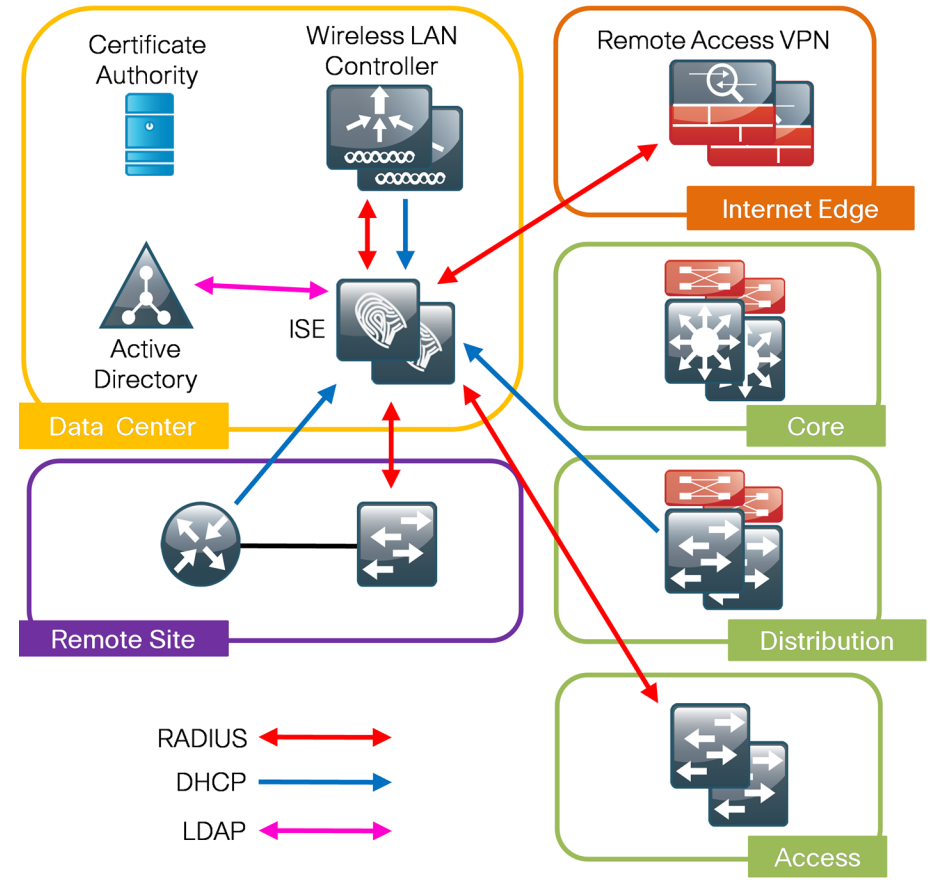 Certificate
Authority
Wireless LAN
Controller
Remote Access VPN
Internet Edge
ISE
Active
Directory
Data  Center
Core
Remote Site
Distribution
RADIUS
DHCP
LDAP
Access